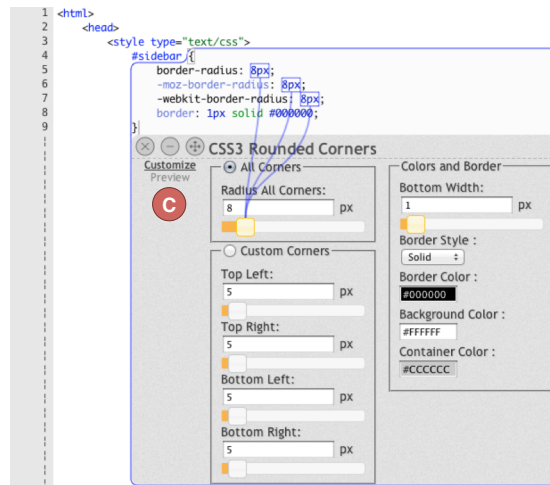 1 <html>
2 <head>
3 <style type="text/css">
4 #sidebar {
5 border-radius: 8px;
6 -moz-border-radius: 8px;
7 -webkit-border-radius: 8px;
8 border: 1px solid #000000;
9 }
CSS3 Rounded Corners
Customize
Preview
C
All Corners
Radius All Corners:
8 px
Custom Corners
Top Left:
5 px
Top Right:
5 px
Bottom Left:
5 px
Bottom Right:
5 px
Colors and Border
Bottom Width:
1 px
Border Style :
Solid
Border Color :
#000000
Background Color :
#FFFFFF
Container Color :
#CCCCCC